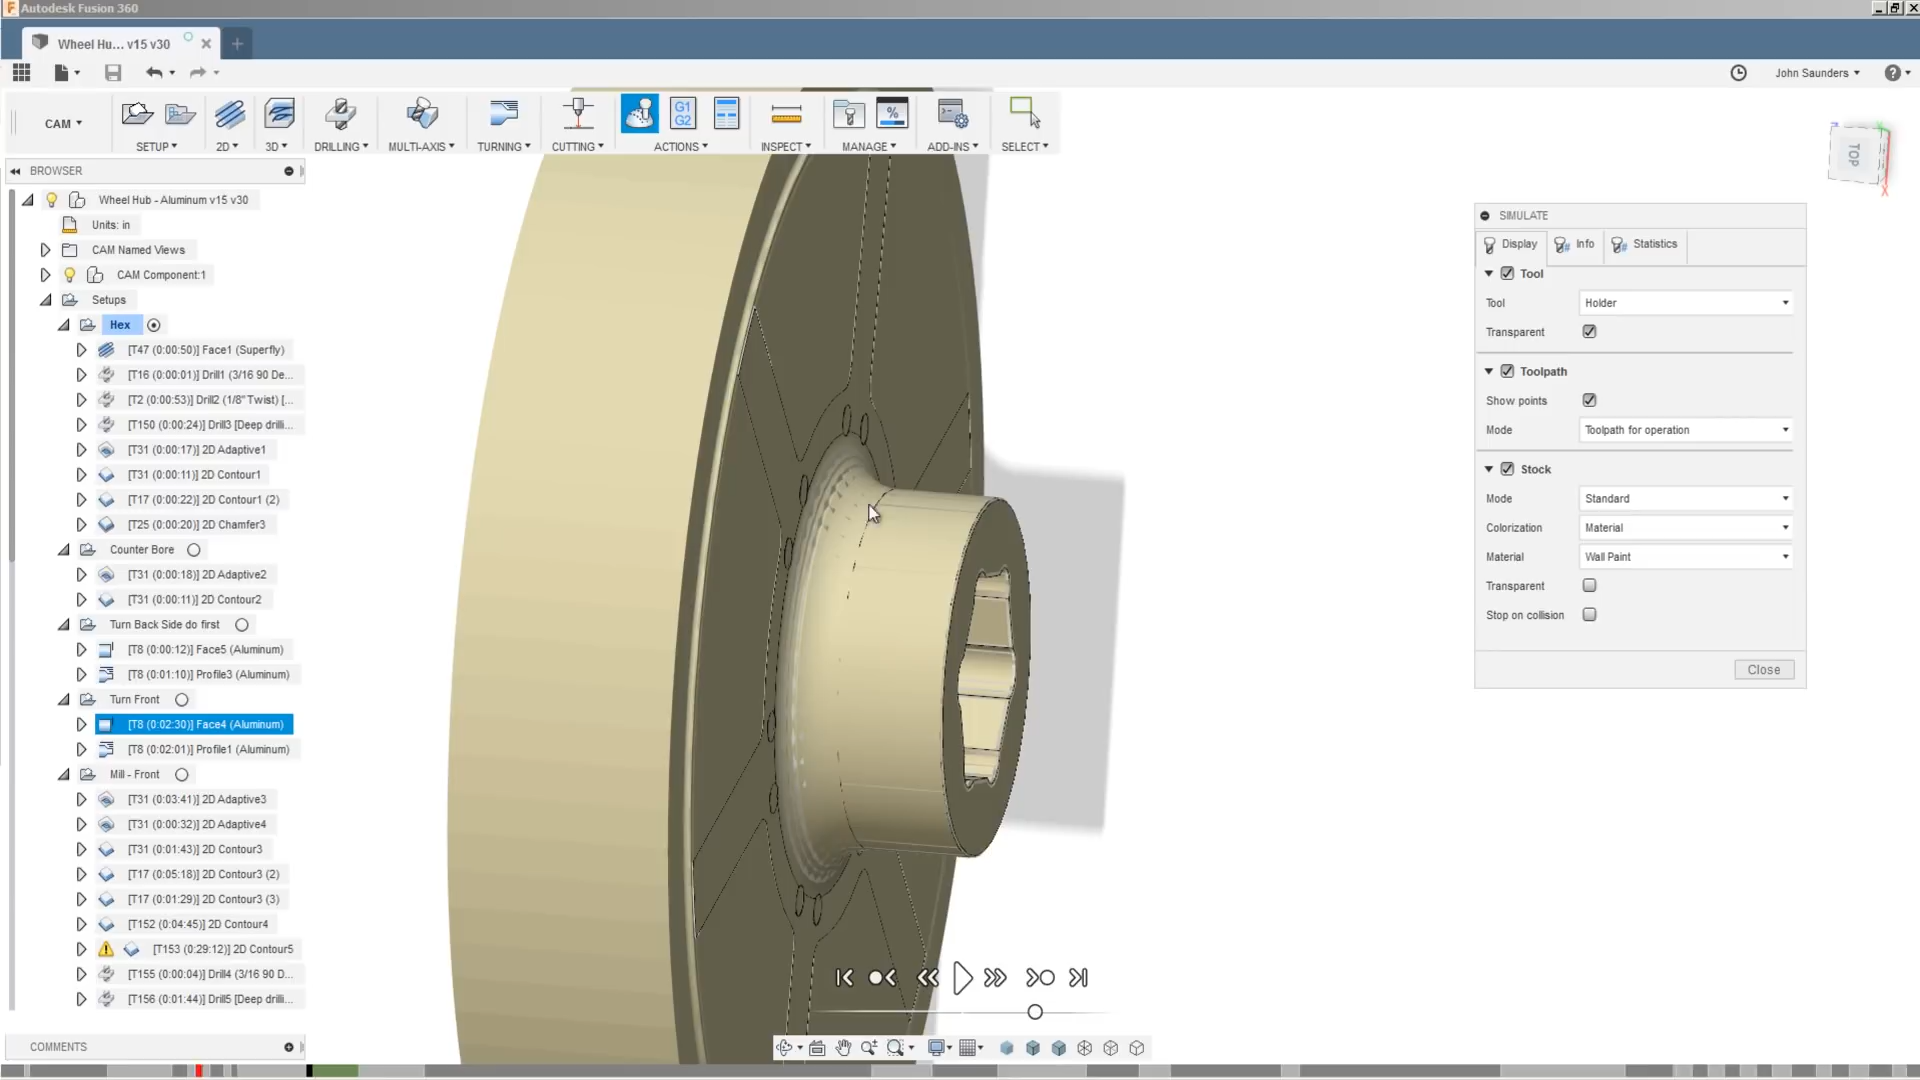 Autodesk Fusion 360
Wheel Hu... v15 v30
John Saunders
CAM
SETUP
2D
3D
DRILLING
MULTI-AXIS
TURNING
CUTTING
G1
G2
ACTIONS
INSPECT
%
MANAGE
ADD-INS
SELECT
TOP
X
BROWSER
Wheel Hub - Aluminum v15 v30
Units: in
CAM Named Views
CAM Component:1
Setups
Hex
[T47 (0:00:50)] Face1 (Superfly)
[T16 (0:00:01)] Drill1 (3/16 90 De...
[T2 (0:00:53)] Drill2 (1/8" Twist) [...
[T150 (0:00:24)] Drill3 [Deep drilli...
[T31 (0:00:17)] 2D Adaptive1
[T31 (0:00:11)] 2D Contour1
[T17 (0:00:22)] 2D Contour1 (2)
[T25 (0:00:20)] 2D Chamfer3
Counter Bore
[T31 (0:00:18)] 2D Adaptive2
[T31 (0:00:11)] 2D Contour2
Turn Back Side do first
[T8 (0:00:12)] Face5 (Aluminum)
[T8 (0:01:10)] Profile3 (Aluminum)
Turn Front
[T8 (0:02:30)] Face4 (Aluminum)
[T8 (0:02:01)] Profile1 (Aluminum)
Mill - Front
[T31 (0:03:41)] 2D Adaptive3
[T31 (0:00:32)] 2D Adaptive4
[T31 (0:01:43)] 2D Contour3
[T17 (0:05:18)] 2D Contour3 (2)
[T17 (0:01:29)] 2D Contour3 (3)
[T152 (0:04:45)] 2D Contour4
[T153 (0:29:12)] 2D Contour5
[T155 (0:00:04)] Drill4 (3/16 90 D...
[T156 (0:01:44)] Drill5 [Deep drilli...
COMMENTS
SIMULATE
Display
Info
Statistics
Tool
Tool
Holder
Transparent
Toolpath
Show points
Mode
Toolpath for operation
Stock
Mode
Standard
Colorization
Material
Material
Wall Paint
Transparent
Stop on collision
Close